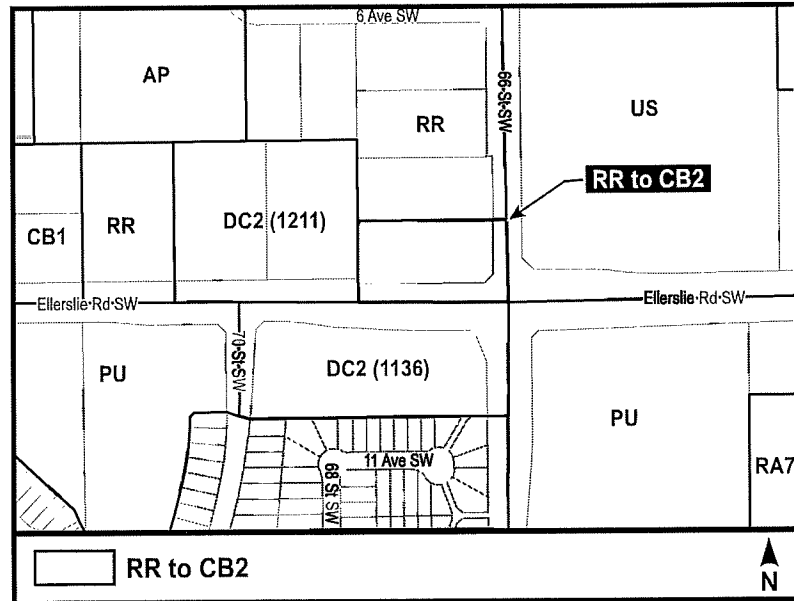 6 Ave SW
AP
66 St SW
US
RR
RR to CB2
CB1
RR
DC2 (1211)
Ellerslie Rd SW
Ellerslie Rd SW
70 St SW
PU
DC2 (1136)
PU
11 Ave SW
68 St SW
RA7
RR to CB2
N